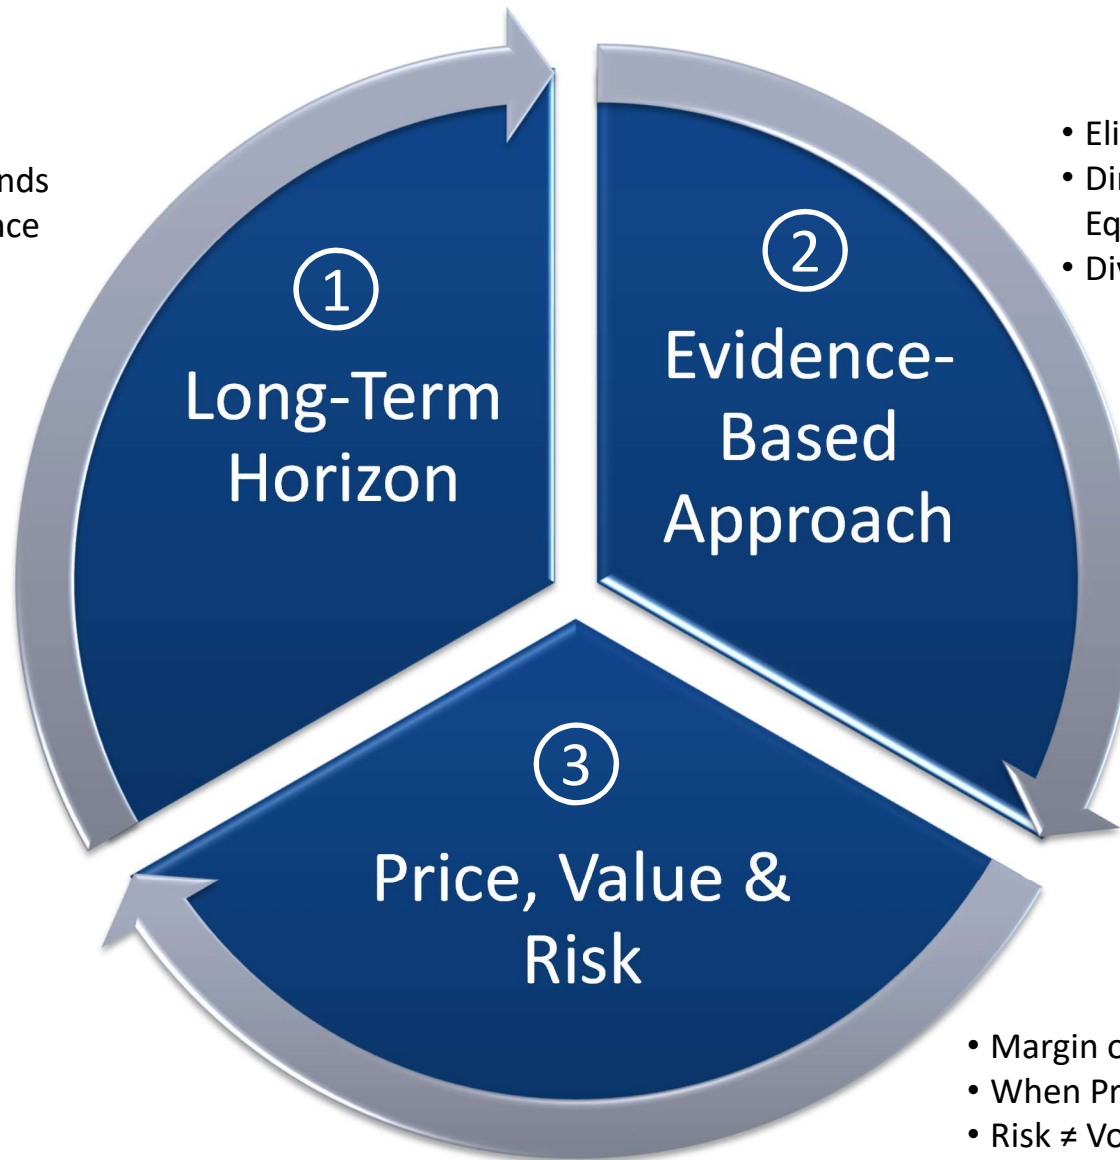 nds
nce
①
Long-Term
Horizon
②
Evidence-
Based
Approach
• Eli
• Di
Eq
• Div
③
Price, Value &
Risk
• Margin
• When Pr
• Risk ≠ Vo